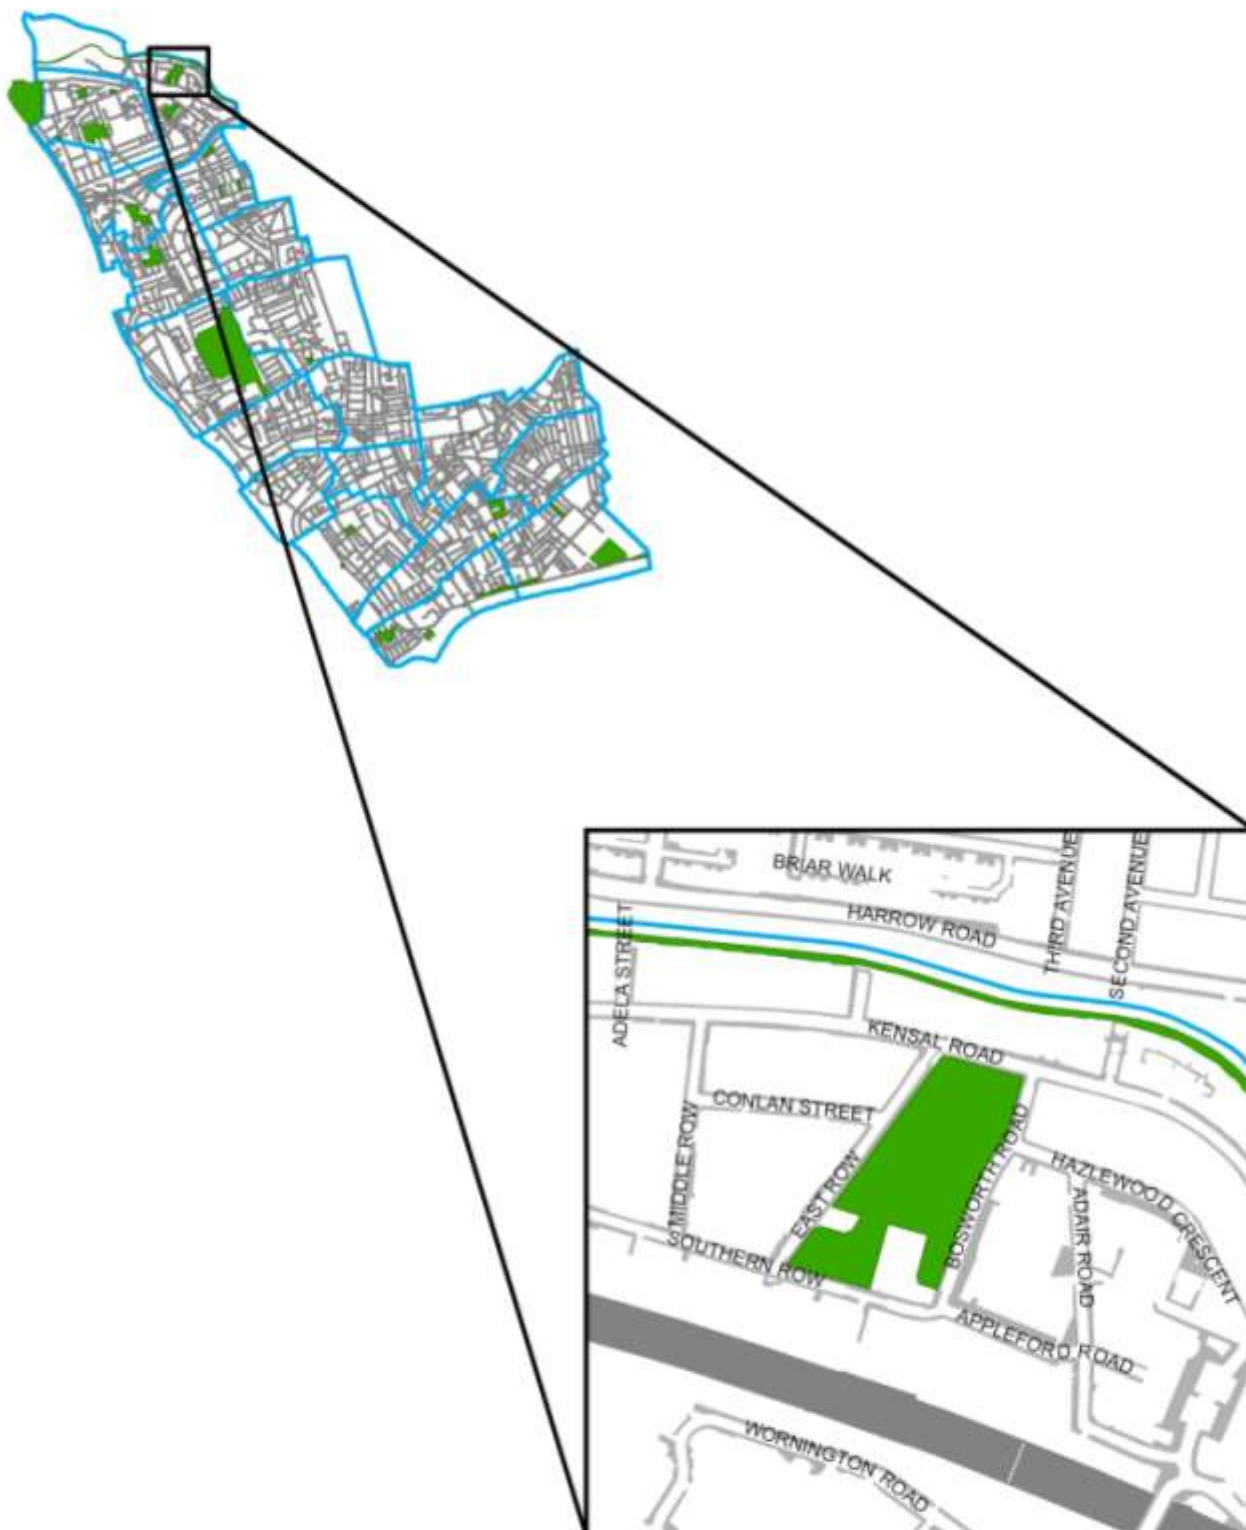 BRIAR WALK
HARROW ROAD
THIRD AVENUE
SECOND AVENUE
ADELA STREET
KENSAL ROAD
CONLAN STREET
MIDDLE ROW
EAST ROW
BOSWORTH ROAD
HAZLEWOOD CRESCENT
ADAIR ROAD
SOUTHERN ROW
APPLEFORD ROAD
WORNINGTON ROAD